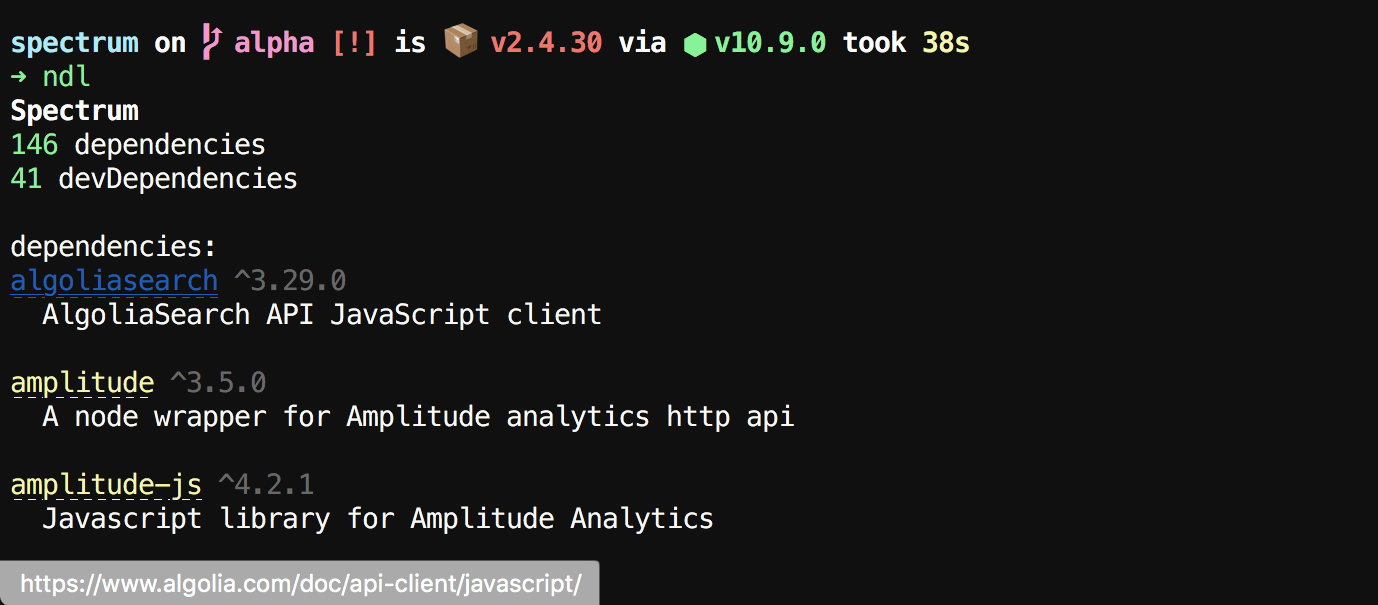 spectrum on alpha [!] is 📦 v2.4.30 via ⬢ v10.9.0 took 38s
➜ ndl
Spectrum
146 dependencies
41 devDependencies
dependencies:
algoliasearch ^3.29.0
AlgoliaSearch API JavaScript client
amplitude ^3.5.0
A node wrapper for Amplitude analytics http api
amplitude-js ^4.2.1
Javascript library for Amplitude Analytics
https://www.algolia.com/doc/api-client/javascript/